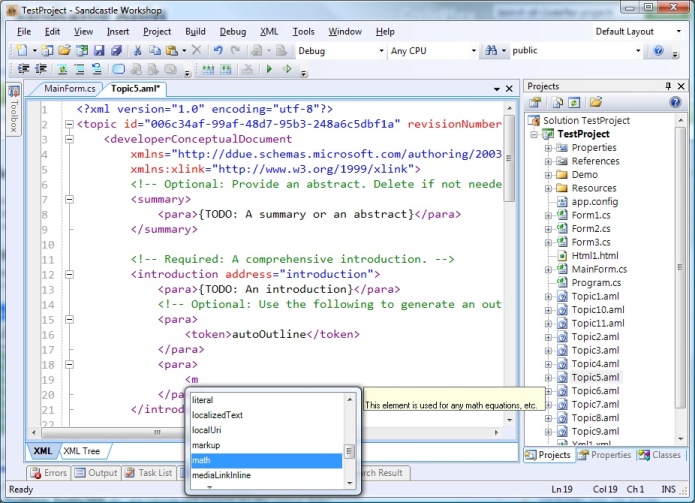 TestProject - Sandcastle Workshop
File Edit View Insert Project Build Debug XML Tools Window Help Default Layout
Debug Any CPU public
MainForm.cs Topic5.aml*
Toolbox
1 <?xml version="1.0" encoding="utf-8"?>
2 <topic id="006c34af-99af-48d7-95b3-248a6c5dbf1a" revisionNumber
3 <developerConceptualDocument
4 xmlns="http://ddue.schemas.microsoft.com/authoring/2003
5 xmlns:xlink="http://www.w3.org/1999/xlink">
6 <!-- Optional: Provide an abstract. Delete if not neede
7 <summary>
8 <para>{TODO: A summary or an abstract}</para>
9 </summary>
10
11 <!-- Required: A comprehensive introduction. -->
12 <introduction address="introduction">
13 <para>{TODO: An introduction}</para>
14 <!-- Optional: Use the following to generate an out
15 <para>
16 <token>autoOutline</token>
17 </para>
18 <para>
19 <m
20 </pa
21 </introd
literal
localizedText
localUri
markup
math
mediaLinkInline
This element is used for any math equations, etc.
XML XML Tree
Errors Output Task List
rch Result
Projects
Solution TestProject
TestProject
Properties
References
Demo
Resources
app.config
Form1.cs
Form2.cs
Form3.cs
Html1.html
MainForm.cs
Program.cs
Topic1.aml
Topic10.aml
Topic11.aml
Topic2.aml
Topic3.aml
Topic4.aml
Topic5.aml
Topic6.aml
Topic7.aml
Topic8.aml
Topic9.aml
Xml1.xml
Projects Properties Classes
Ready Ln 19 Col 19 Ch 1 INS